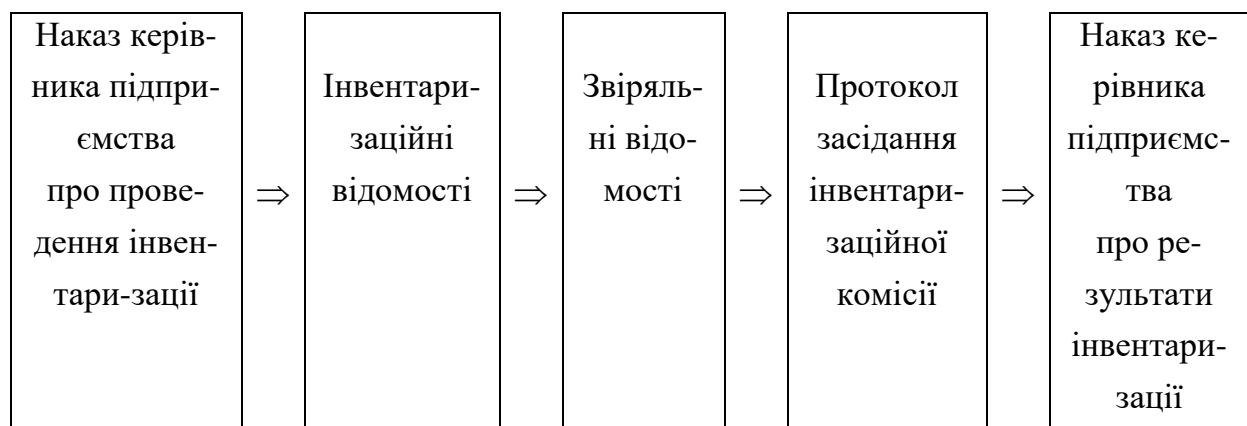 Наказ керів-
ника підпри-
ємства
про прове-
дення інвен-
тари-зації
⇒
Інвентари-
заційні
відомості
⇒
Звіряль-
ні відо-
мості
⇒
Протокол
засідання
інвентари-
заційної
комісії
⇒
Наказ ке-
рівника
підприємс-
тва
про ре-
зультати
інвентари-
зації